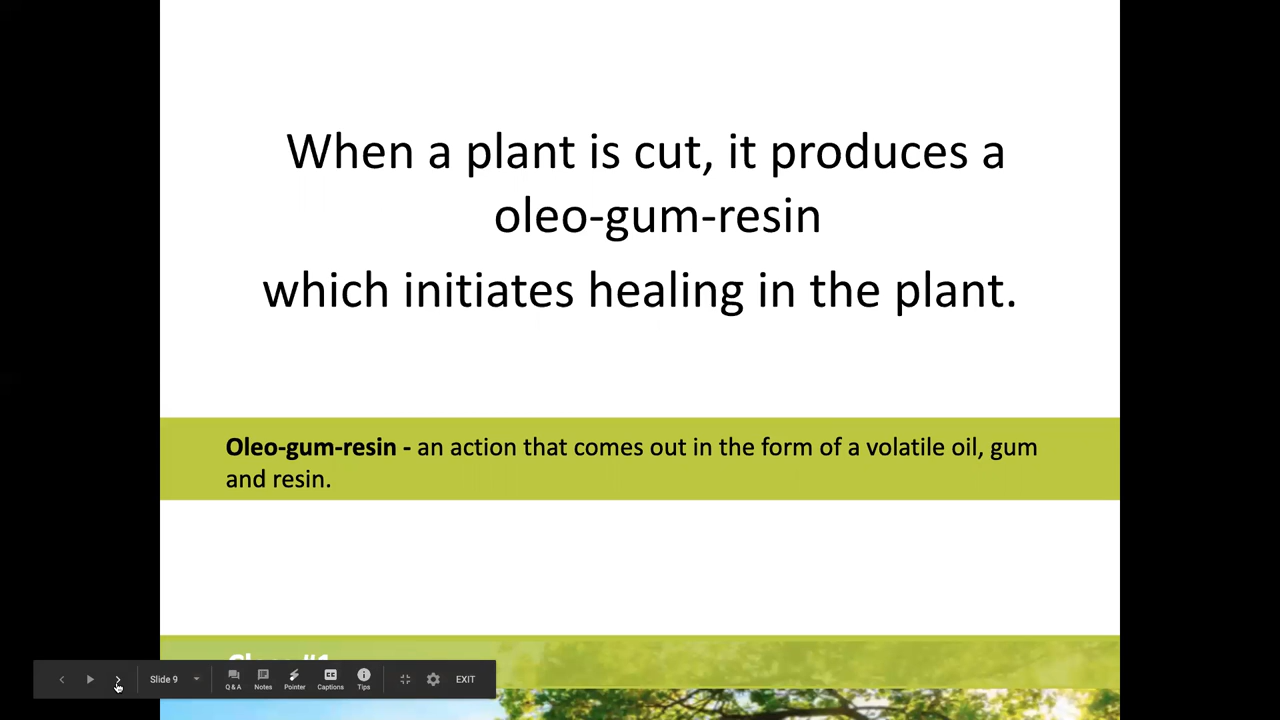 When a plant is cut, it produces a
oleo-gum-resin
which initiates healing in the plant.
Oleo-gum-resin - an action that comes out in the form of a volatile oil, gum
and resin.
Slide 9
Q & A
Notes
Pointer
Captions
Tips
EXIT